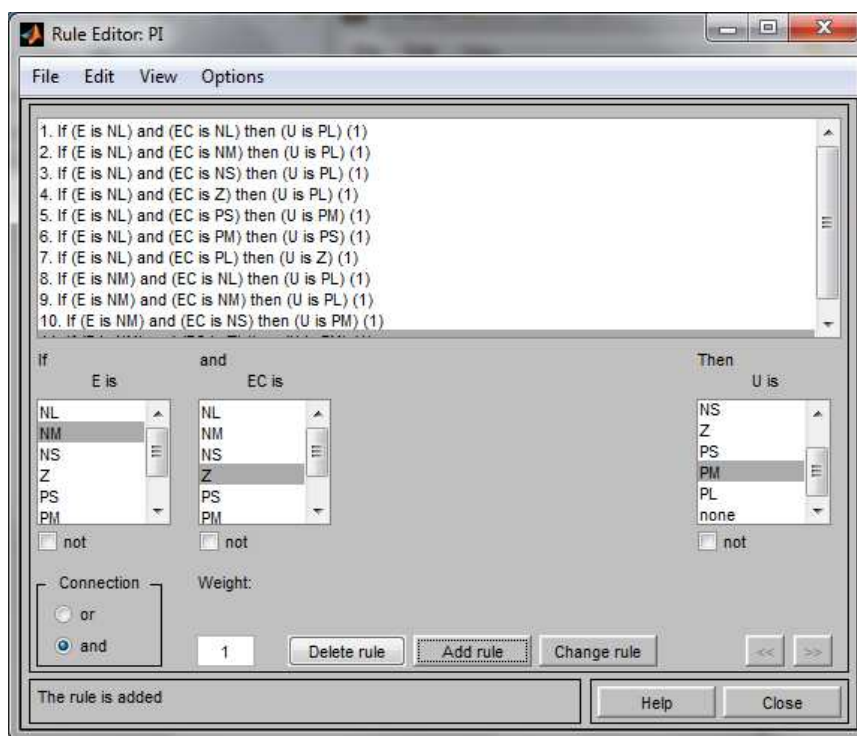 Rule Editor: PI
File Edit View Options
1. If (E is NL) and (EC is NL) then (U is PL) (1)
2. If (E is NL) and (EC is NM) then (U is PL) (1)
3. If (E is NL) and (EC is NS) then (U is PL) (1)
4. If (E is NL) and (EC is Z) then (U is PL) (1)
5. If (E is NL) and (EC is PS) then (U is PM) (1)
6. If (E is NL) and (EC is PM) then (U is PS) (1)
7. If (E is NL) and (EC is PL) then (U is Z) (1)
8. If (E is NM) and (EC is NL) then (U is PL) (1)
9. If (E is NM) and (EC is NM) then (U is PL) (1)
10. If (E is NM) and (EC is NS) then (U is PM) (1)
If and Then
E is EC is U is
NL NL NS
NM NM Z
NS NS PS
Z Z PM
PS PS PL
PM PM none
not not not
Connection Weight:
or
and 1 Delete rule Add rule Change rule << >>
The rule is added Help Close